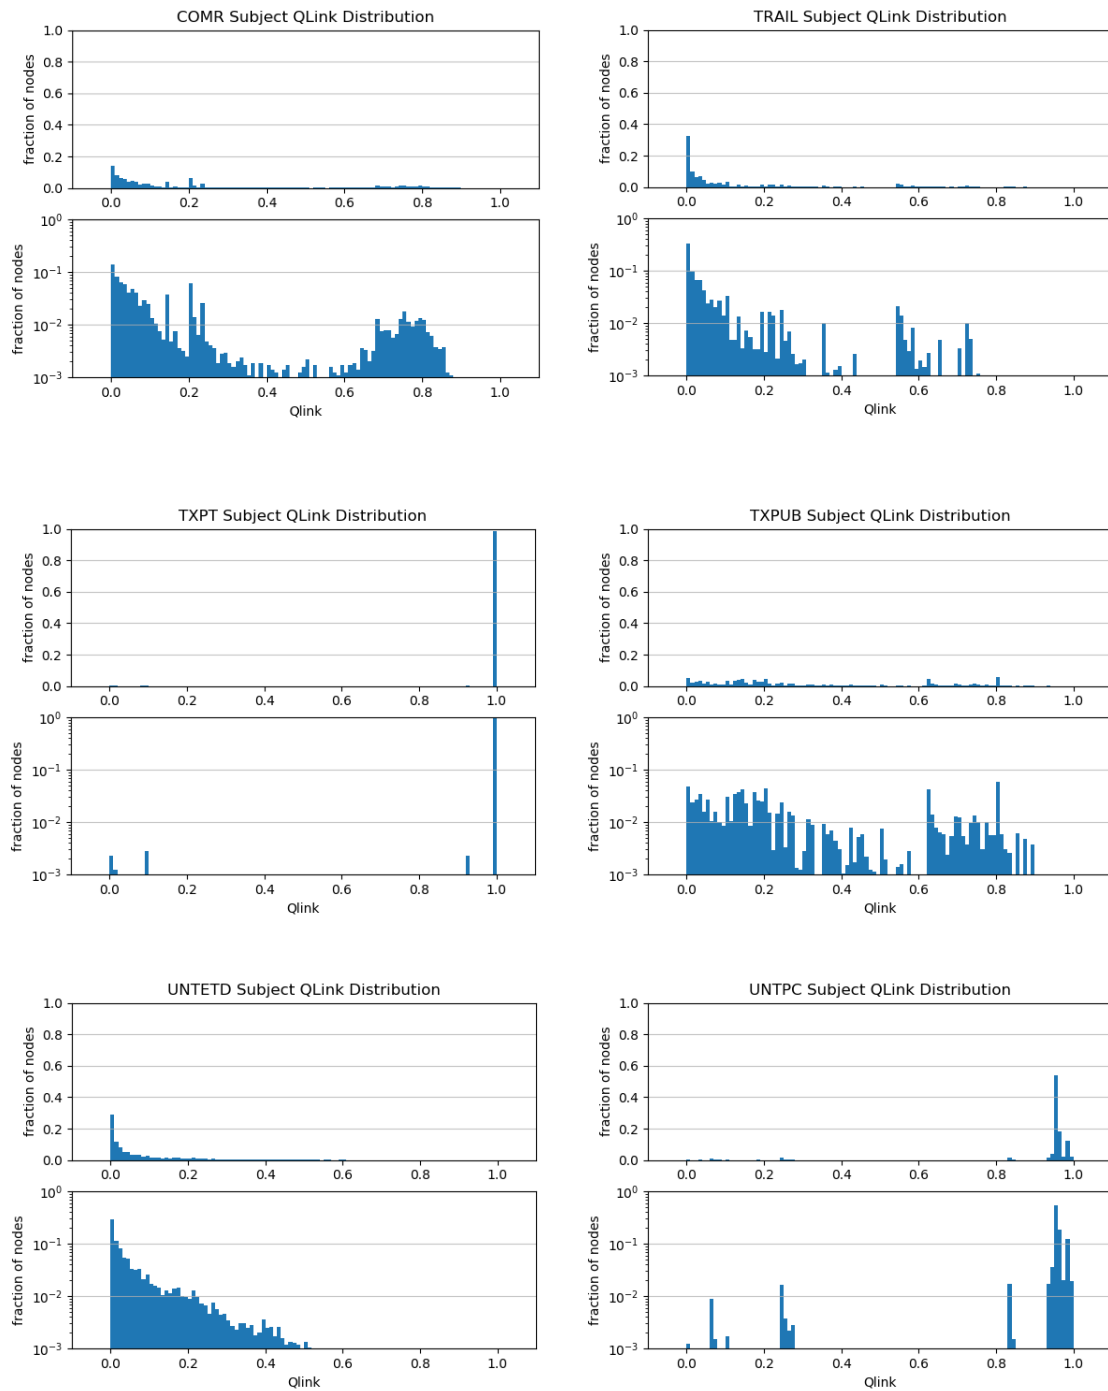 COMR Subject QLink Distribution
fraction of nodes
1.0
0.8
0.6
0.4
0.2
0.0
0.0 0.2 0.4 0.6 0.8 1.0
fraction of nodes
10^0
10^-1
10^-2
10^-3
0.0 0.2 0.4 0.6 0.8 1.0
Qlink
TRAIL Subject QLink Distribution
fraction of nodes
1.0
0.8
0.6
0.4
0.2
0.0
0.0 0.2 0.4 0.6 0.8 1.0
fraction of nodes
10^0
10^-1
10^-2
10^-3
0.0 0.2 0.4 0.6 0.8 1.0
Qlink
TXPT Subject QLink Distribution
fraction of nodes
1.0
0.8
0.6
0.4
0.2
0.0
0.0 0.2 0.4 0.6 0.8 1.0
fraction of nodes
10^0
10^-1
10^-2
10^-3
0.0 0.2 0.4 0.6 0.8 1.0
Qlink
TXPUB Subject QLink Distribution
fraction of nodes
1.0
0.8
0.6
0.4
0.2
0.0
0.0 0.2 0.4 0.6 0.8 1.0
fraction of nodes
10^0
10^-1
10^-2
10^-3
0.0 0.2 0.4 0.6 0.8 1.0
Qlink
UNTETD Subject QLink Distribution
fraction of nodes
1.0
0.8
0.6
0.4
0.2
0.0
0.0 0.2 0.4 0.6 0.8 1.0
fraction of nodes
10^0
10^-1
10^-2
10^-3
0.0 0.2 0.4 0.6 0.8 1.0
Qlink
UNTPC Subject QLink Distribution
fraction of nodes
1.0
0.8
0.6
0.4
0.2
0.0
0.0 0.2 0.4 0.6 0.8 1.0
fraction of nodes
10^0
10^-1
10^-2
10^-3
0.0 0.2 0.4 0.6 0.8 1.0
Qlink